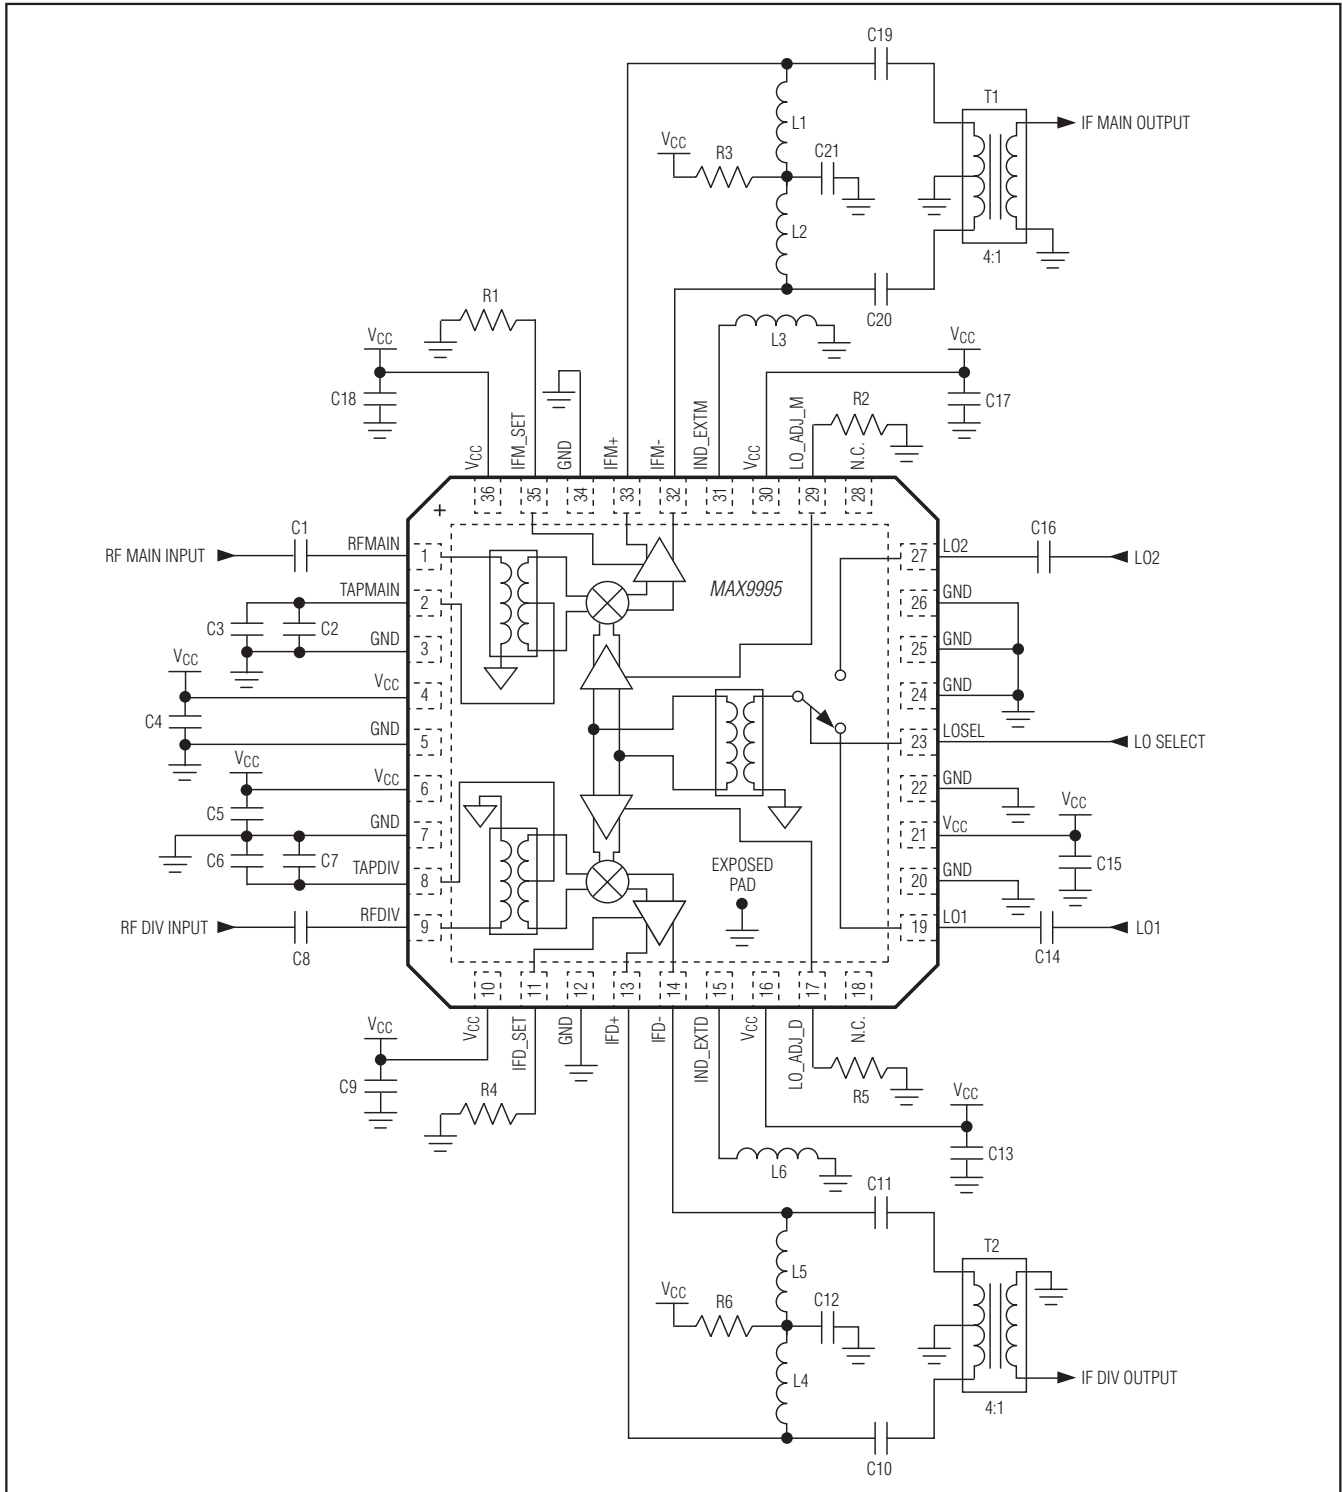 C19
T1
IF MAIN OUTPUT
L1
VCC
R3
C21
L2
4:1
R1
C20
L3
VCC
VCC
C18
C17
R2
VCC
IFM_SET
GND
IFM+
IFM-
IND_EXTM
VCC
LO_ADJ_M
N.C.
36
35
34
33
32
31
30
29
28
+
C1
RF MAIN INPUT
RFMAIN
1
MAX9995
27
LO2
C16
LO2
TAPMAIN
2
26
GND
C3
C2
GND
3
25
GND
VCC
VCC
4
24
GND
C4
GND
5
23
LOSEL
LO SELECT
VCC
VCC
6
22
GND
C5
VCC
GND
7
21
VCC
C6
C7
EXPOSED
PAD
C15
TAPDIV
8
20
GND
RF DIV INPUT
RFDIV
9
19
LO1
LO1
C8
C14
10
11
12
13
14
15
16
17
18
VCC
IFD_SET
GND
IFD+
IFD-
IND_EXTD
VCC
LO_ADJ_D
N.C.
VCC
C9
R4
R5
VCC
C13
L6
C11
T2
L5
VCC
R6
C12
L4
IF DIV OUTPUT
4:1
C10